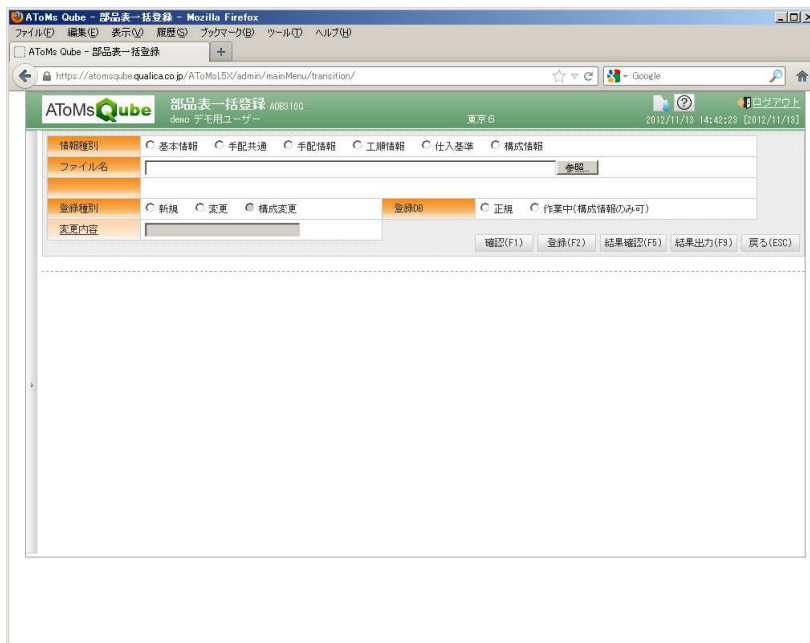 AToMs Qube - 部品表一括登録 - Mozilla Firefox
ファイル(F) 編集(E) 表示(V) 履歴(S) ブックマーク(B) ツール(T) ヘルプ(H)
AToMs Qube - 部品表一括登録 +
https://atomsqube.qualica.co.jp/AToMsL5X/admin/mainMenu/transition/ Google
AToMs Qube 部品表一括登録 AOB310G ログアウト
demo デモ用ユーザー 東京6 2012/11/13 14:42:23 [2012/11/13]
情報種別 基本情報 手配共通 手配情報 工順情報 仕入基準 構成情報
ファイル名 参照...
登録種別 新規 変更 構成変更 登録DB 正規 作業中(構成情報のみ可)
変更内容
確認(F1) 登録(F2) 結果確認(F5) 結果出力(F9) 戻る(ESC)